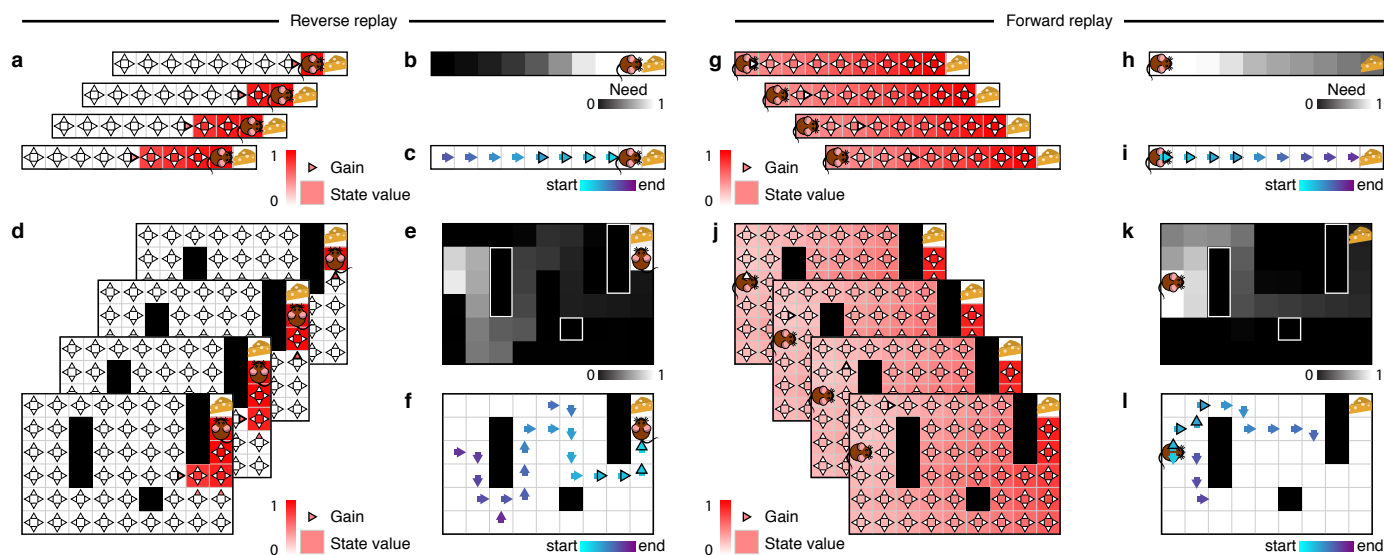 Reverse replay
Forward replay
a
b
Need
0 1
c
start end
1
0
Gain
State value
d
e
0 1
f
start end
1
0
Gain
State value
g
h
Need
0 1
i
start end
1
0
Gain
State value
j
k
0 1
l
start end
1
0
Gain
State value